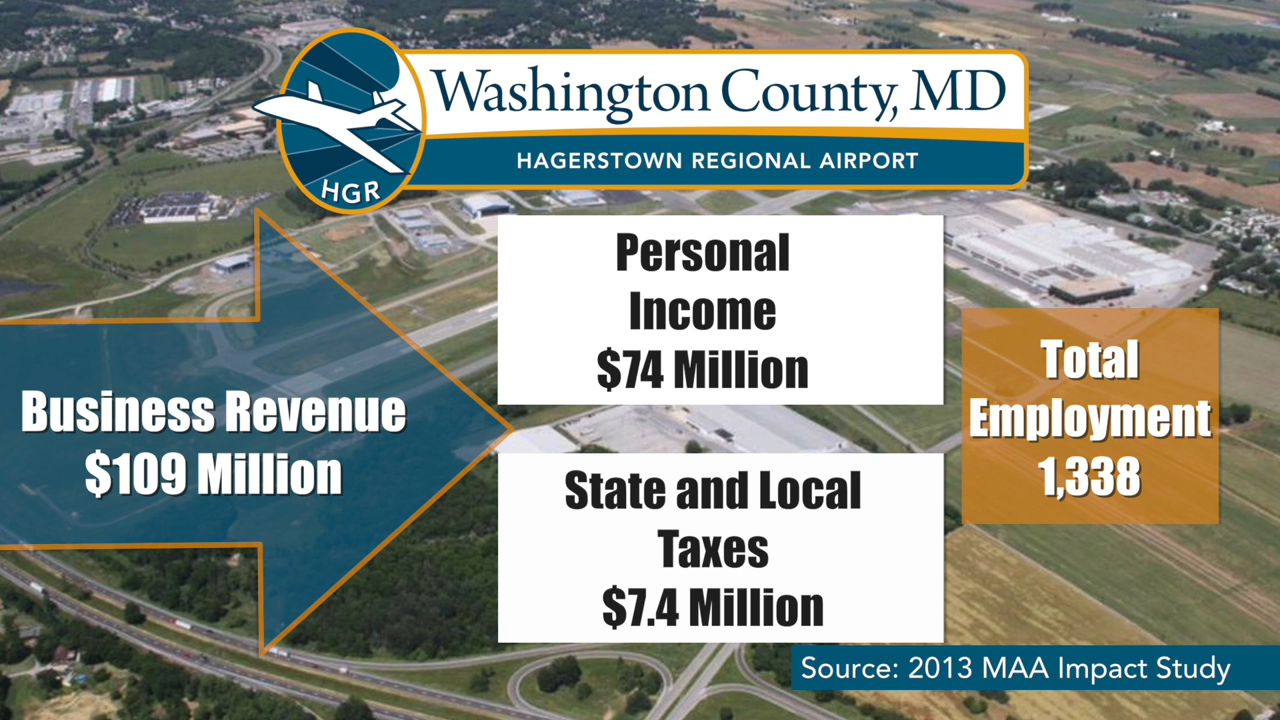 Washington County, MD
HAGERSTOWN REGIONAL AIRPORT
HGR
Business Revenue
$109 Million
Personal
Income
$74 Million
State and Local
Taxes
$7.4 Million
Total
Employment
1,338
Source: 2013 MAA Impact Study